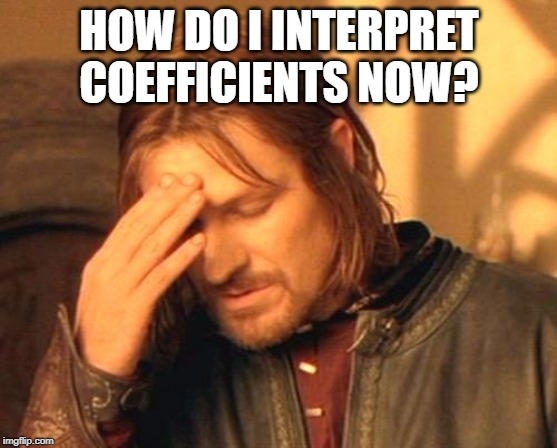 HOW DO I INTERPRET
COEFFICIENTS NOW?
imgflip.com